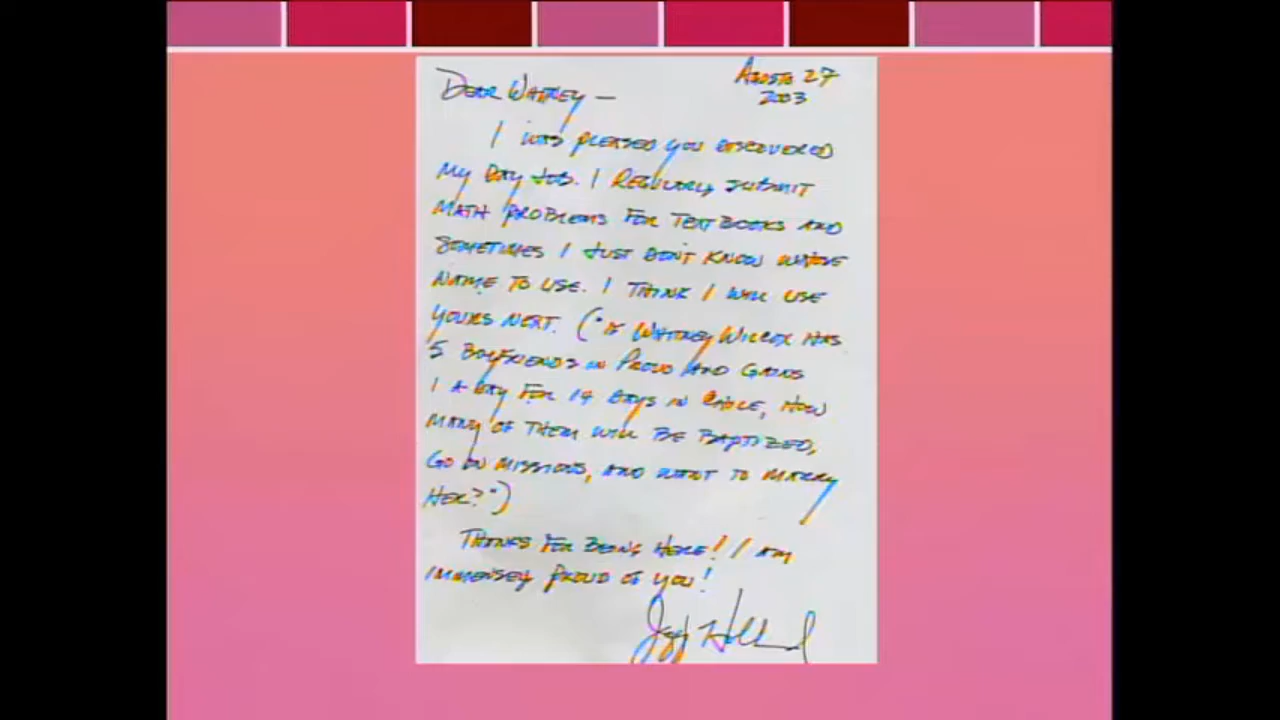 Agosto 27
2003
Dear Whitney —
I was pleased you discovered
my day job. I regularly submit
math problems for textbooks and
sometimes I just don't know whose
name to use. I think I will use
yours next. ("If Whitney Wilcox has
5 boyfriends in Provo and gains
1 a day for 14 days in Chile, how
many of them will be baptized,
go on missions, and want to marry
her?")
Thanks for being here! I am
immensely proud of you!